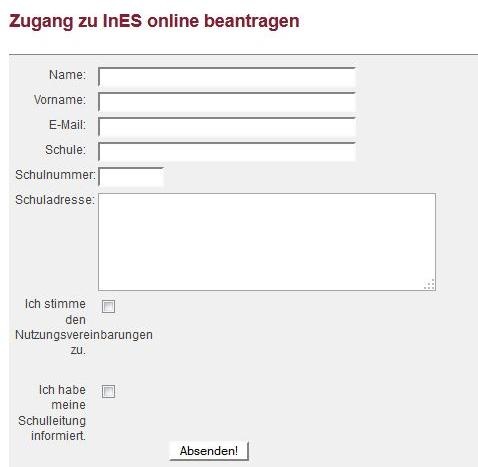 Zugang zu InES online beantragen
Name:
Vorname:
E-Mail:
Schule:
Schulnummer:
Schuladresse:
Ich stimme
den
Nutzungsvereinbarungen
zu.
Ich habe
meine
Schulleitung
informiert.
Absenden!